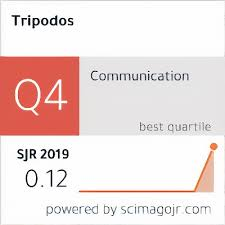 Tripodos
Q4
Communication
best quartile
SJR 2019
0.12
powered by scimagojr.com